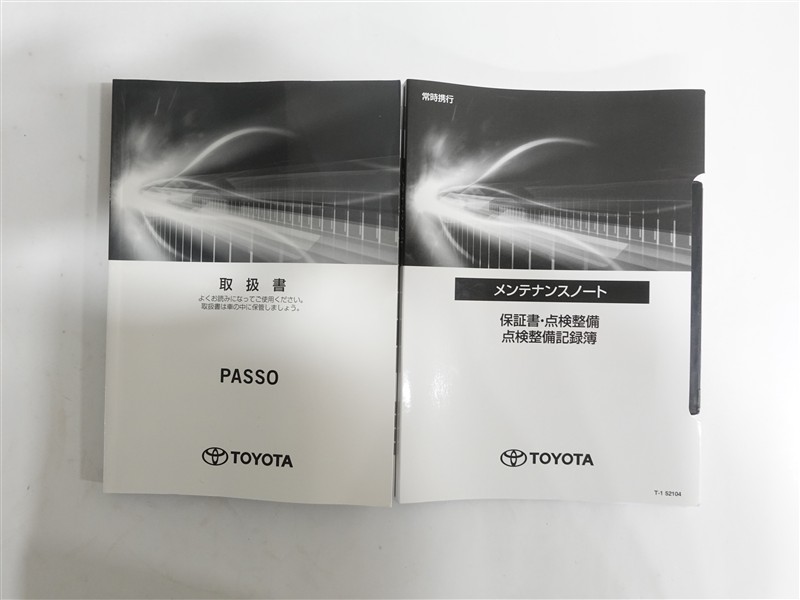 取扱書
よくお読みになってご使用ください。
取扱書は車の中に保管しましょう。
PASSO
TOYOTA
常時携行
メンテナンスノート
保証書・点検整備
点検整備記録簿
TOYOTA
T-1 52104